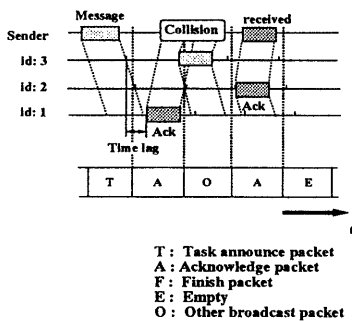 Message
Collision
received
Sender
id: 3
id: 2
id: 1
Ack
Ack
Time lag
T A O A E
T : Task announce packet
A : Acknowledge packet
F : Finish packet
E : Empty
O : Other broadcast packet